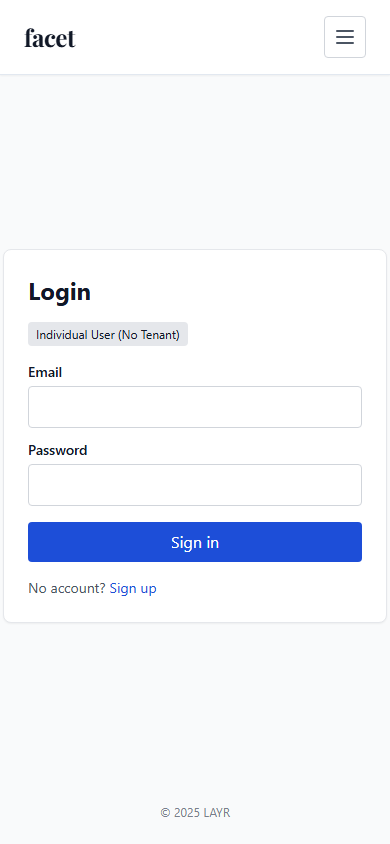 facet
Login
Individual User (No Tenant)
Email
Password
Sign in
No account? Sign up
© 2025 LAYR